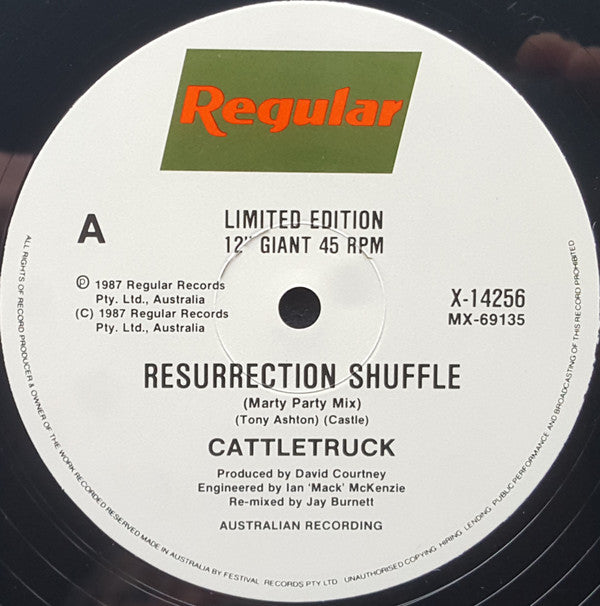 Regular
A
LIMITED EDITION
12" GIANT 45 RPM
℗ 1987 Regular Records
Pty. Ltd., Australia
(C) 1987 Regular Records
Pty. Ltd., Australia
X-14256
MX-69135
RESURRECTION SHUFFLE
(Marty Party Mix)
(Tony Ashton) (Castle)
CATTLETRUCK
Produced by David Courtney
Engineered by Ian 'Mack' McKenzie
Re-mixed by Jay Burnett
AUSTRALIAN RECORDING
ALL RIGHTS OF RECORD PRODUCER & OWNER OF THE WORK RECORDED RESERVED MADE IN AUSTRALIA BY FESTIVAL RECORDS PTY LTD. UNAUTHORISED COPYING, HIRING, LENDING, PUBLIC PERFORMANCE AND BROADCASTING OF THIS RECORD PROHIBITED